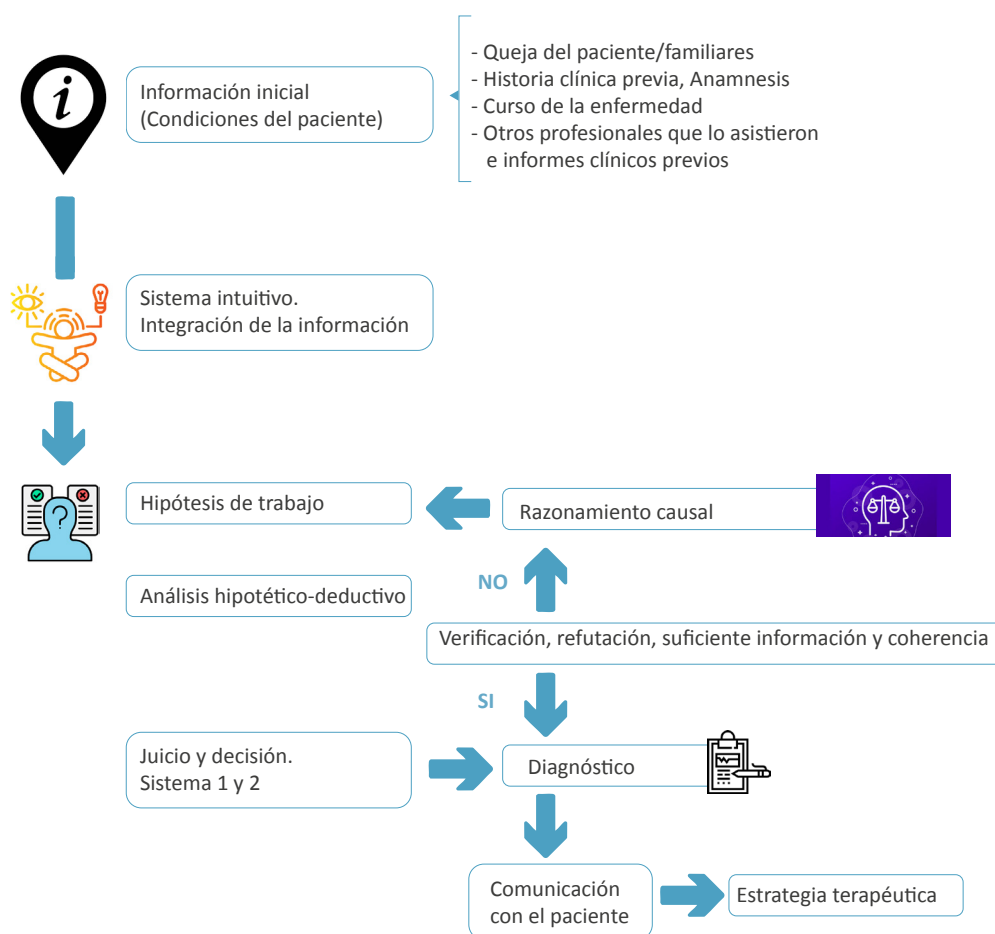 Información inicial
(Condiciones del paciente)
- Queja del paciente/familiares
- Historia clínica previa, Anamnesis
- Curso de la enfermedad
- Otros profesionales que lo asistieron
e informes clínicos previos
Sistema intuitivo.
Integración de la información
Hipótesis de trabajo
Razonamiento causal
Análisis hipotético-deductivo
NO
Verificación, refutación, suficiente información y coherencia
SI
Juicio y decisión.
Sistema 1 y 2
Diagnóstico
Comunicación
con el paciente
Estrategia terapéutica